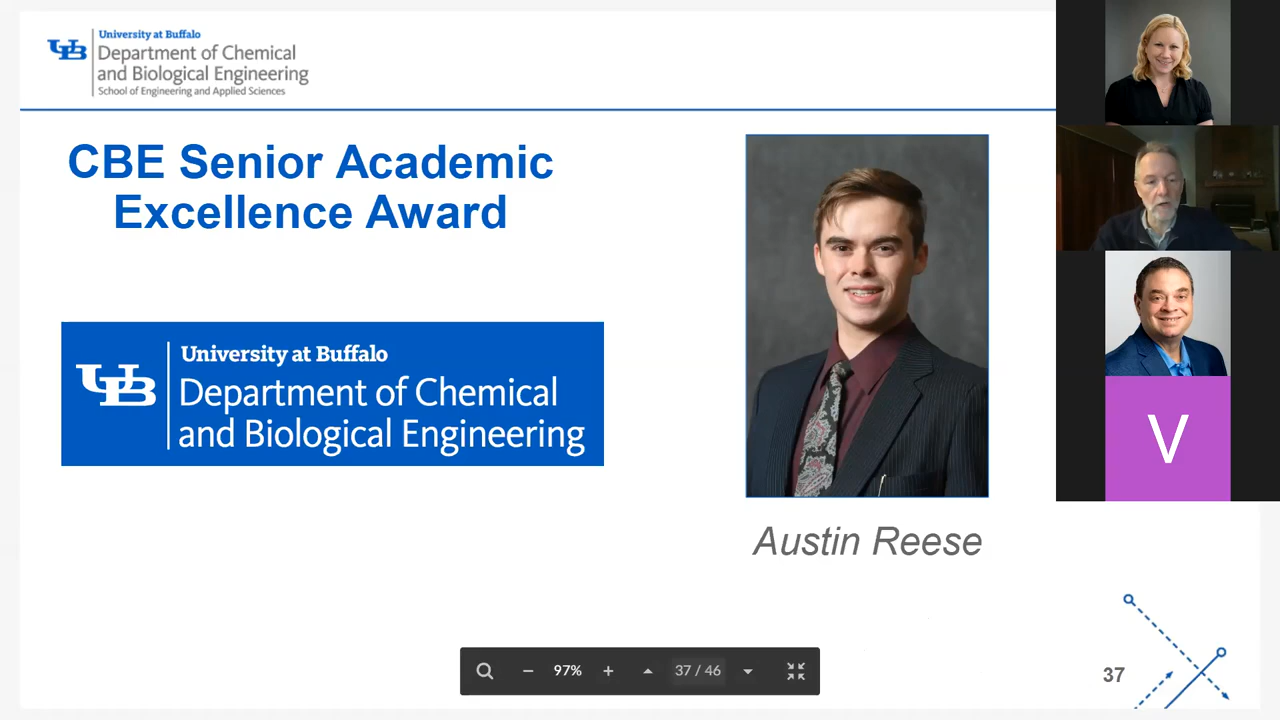 University at Buffalo
Department of Chemical
and Biological Engineering
School of Engineering and Applied Sciences
CBE Senior Academic
Excellence Award
UB
University at Buffalo
Department of Chemical
and Biological Engineering
Austin Reese
V
97%
37 / 46
37